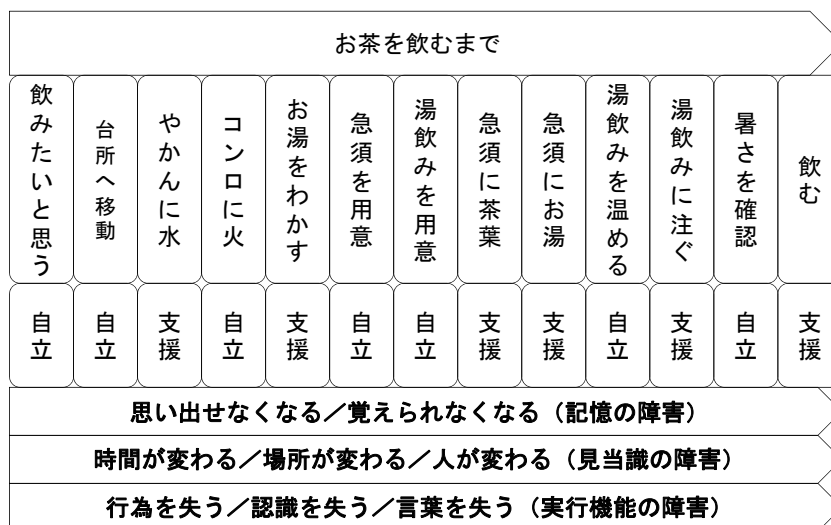 お茶を飲むまで
飲みたいと思う
台所へ移動
やかんに水
コンロに火
お湯をわかす
急須を用意
湯飲みを用意
急須に茶葉
急須にお湯
湯飲みを温める
湯飲みに注ぐ
暑さを確認
飲む
自立
自立
支援
自立
支援
自立
自立
支援
支援
自立
支援
自立
支援
思い出せなくなる/覚えられなくなる(記憶の障害)
時間が変わる/場所が変わる/人が変わる(見当識の障害)
行為を失う/認識を失う/言葉を失う(実行機能の障害)